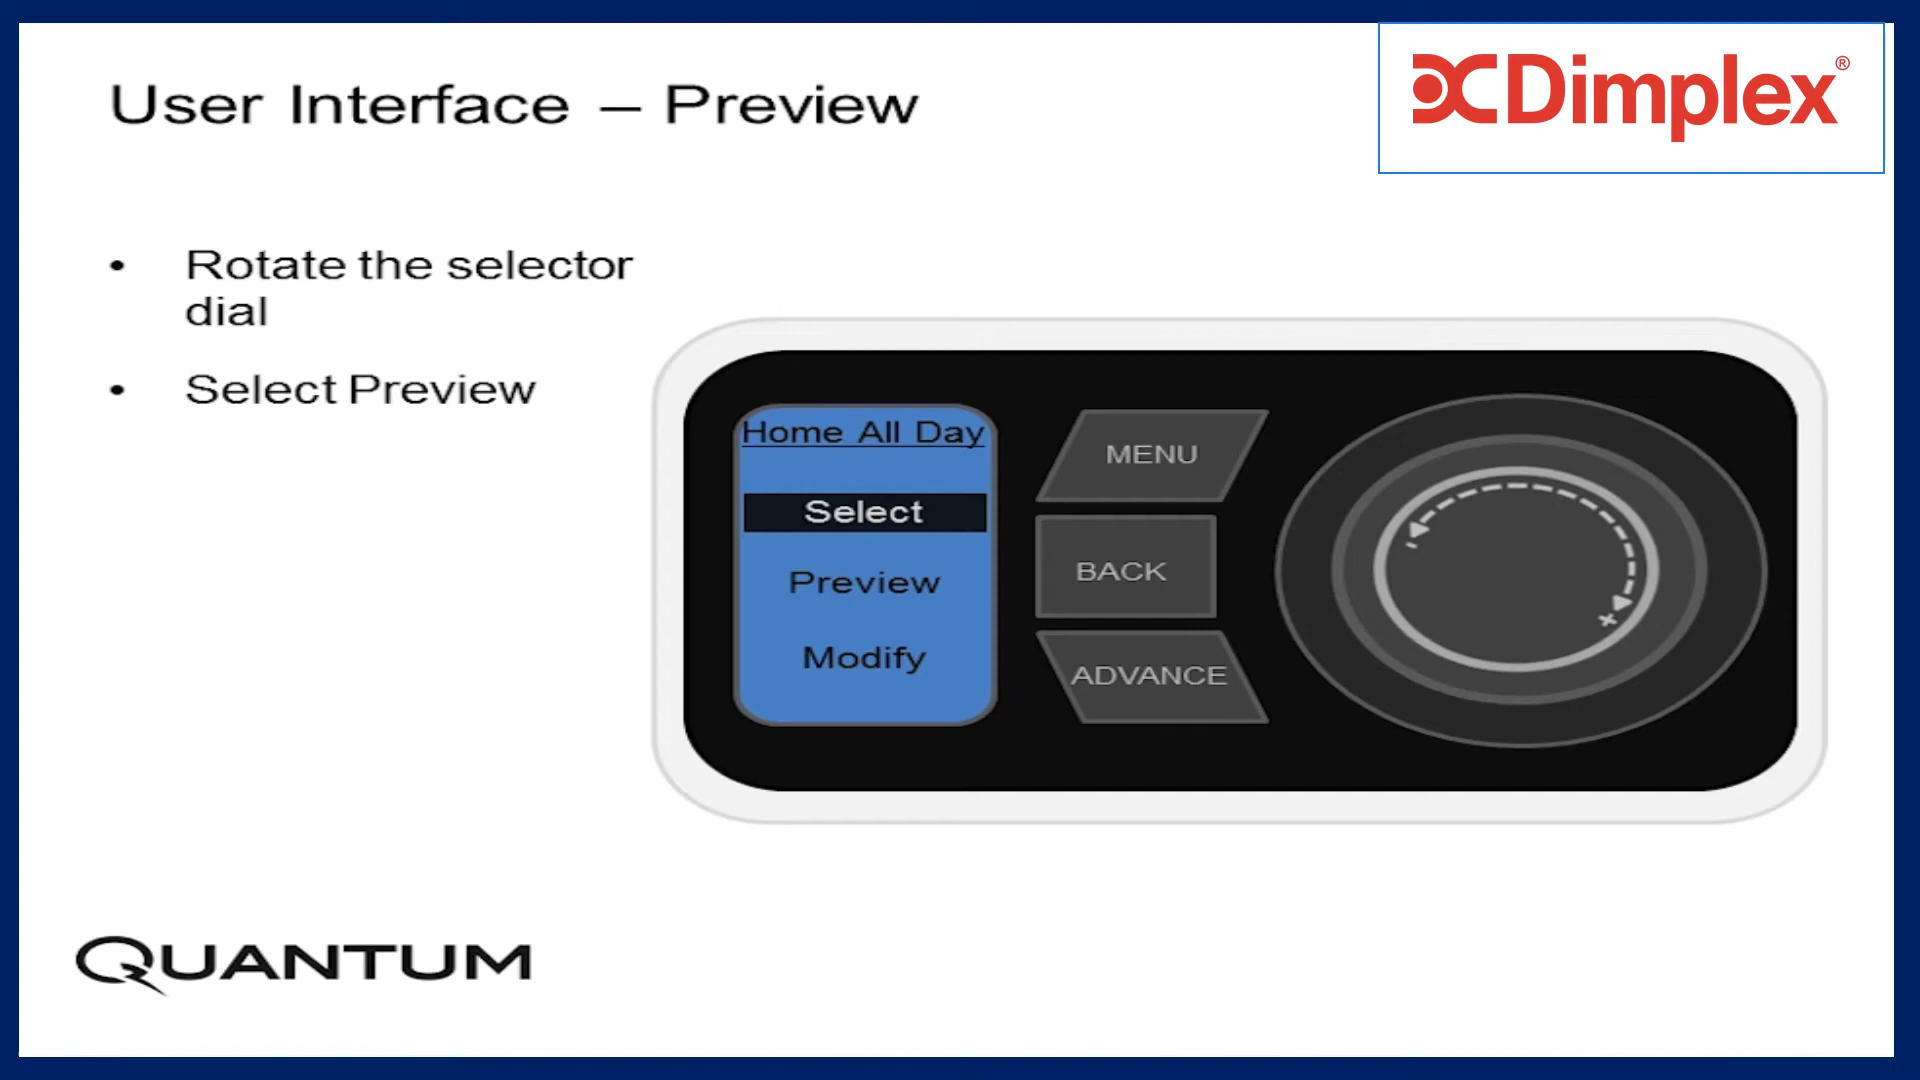 Dimplex®
User Interface – Preview
• Rotate the selector
dial
• Select Preview
Home All Day
Select
Preview
Modify
MENU
BACK
ADVANCE
-
+
QUANTUM